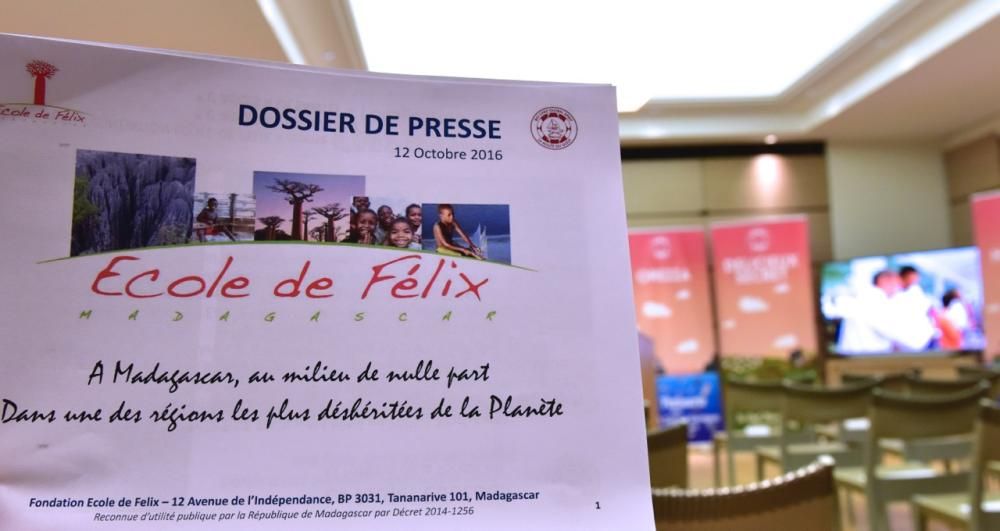 Ecole de Félix
DOSSIER DE PRESSE
12 Octobre 2016
Ecole de Félix
MADAGASCAR
A Madagascar, au milieu de nulle part
Dans une des régions les plus déshéritées de la Planète
Fondation Ecole de Felix – 12 Avenue de l'Indépendance, BP 3031, Tananarive 101, Madagascar
Reconnue d'utilité publique par la République de Madagascar par Décret 2014-1256
1